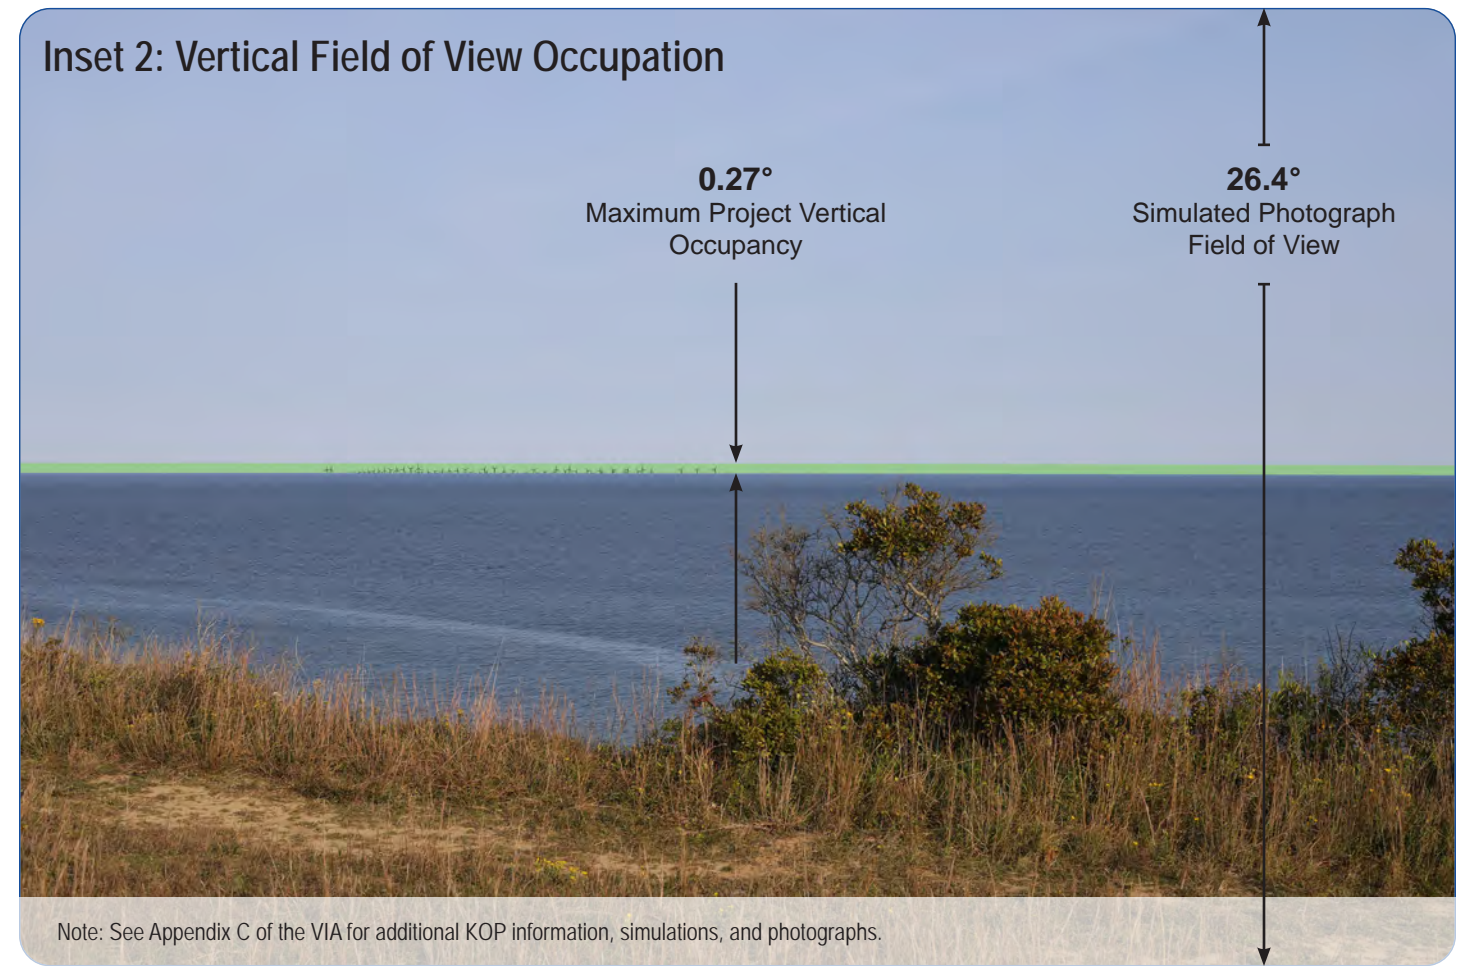 Inset 2: Vertical Field of View Occupation
0.27°
Maximum Project Vertical
Occupancy
26.4°
Simulated Photograph
Field of View
Note: See Appendix C of the VIA for additional KOP information, simulations, and photographs.